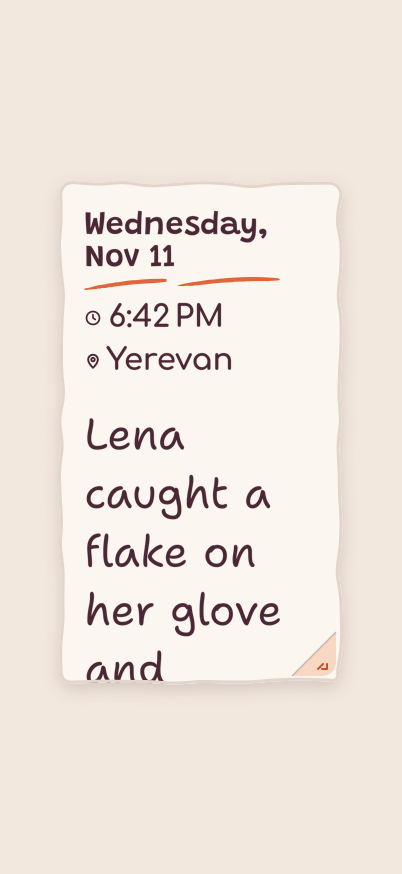 Wednesday,
Nov 11
6:42 PM
Yerevan
Lena
caught a
flake on
her glove
and